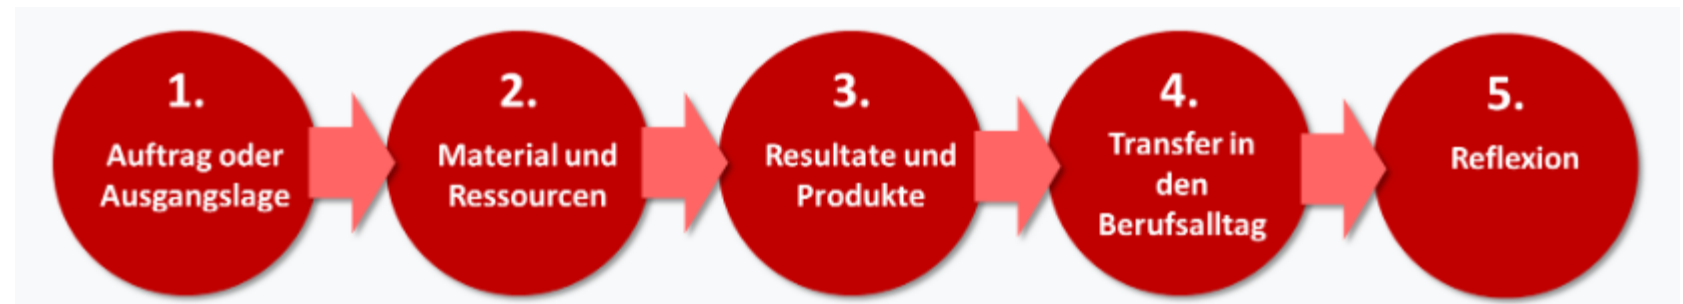 1.
Auftrag oder
Ausgangslage
2.
Material und
Ressourcen
3.
Resultate und
Produkte
4.
Transfer in
den
Berufsalltag
5.
Reflexion